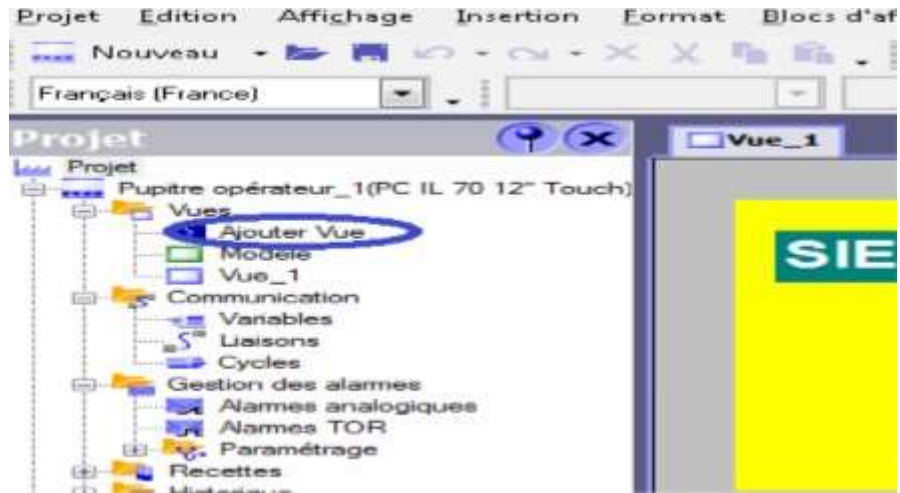 Projet Edition Affichage Insertion Format Blocs d'af
Nouveau
Français (France)
Projet
Vue_1
Projet
Pupitre opérateur_1(PC IL 70 12" Touch)
Vues
Ajouter Vue
Modèle
Vue_1
SIE
Communication
Variables
Liaisons
Cycles
Gestion des alarmes
Alarmes analogiques
Alarmes TOR
Paramétrage
Recettes
Historique